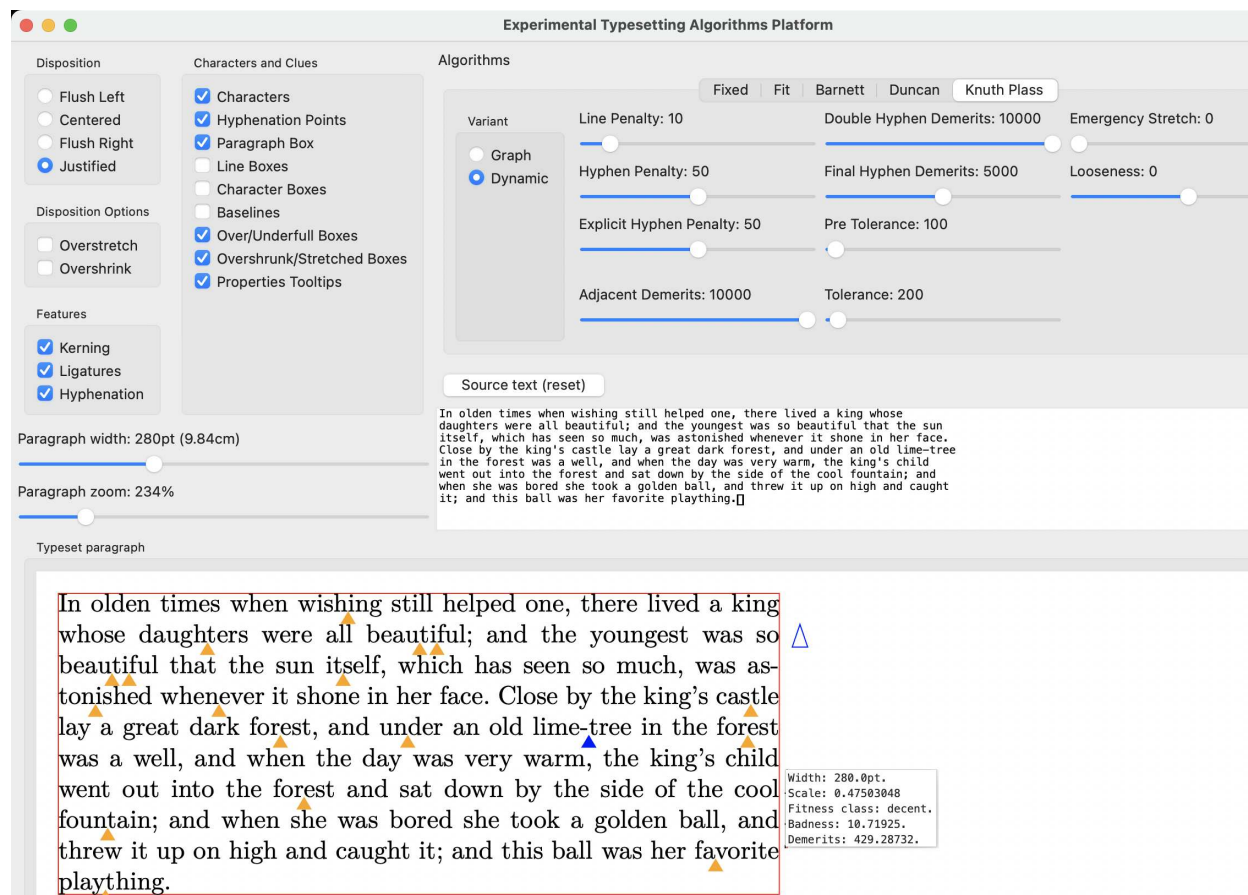 Experimental Typesetting Algorithms Platform
Disposition
Flush Left
Centered
Flush Right
Justified
Disposition Options
Overstretch
Overshrink
Features
Kerning
Ligatures
Hyphenation
Characters and Clues
Characters
Hyphenation Points
Paragraph Box
Line Boxes
Character Boxes
Baselines
Over/Underfull Boxes
Overshrunk/Stretched Boxes
Properties Tooltips
Paragraph width: 280pt (9.84cm)
Paragraph zoom: 234%
Algorithms
Fixed Fit Barnett Duncan Knuth Plass
Variant
Graph
Dynamic
Line Penalty: 10
Hyphen Penalty: 50
Explicit Hyphen Penalty: 50
Adjacent Demerits: 10000
Double Hyphen Demerits: 10000
Final Hyphen Demerits: 5000
Pre Tolerance: 100
Tolerance: 200
Emergency Stretch: 0
Looseness: 0
Source text (reset)
In olden times when wishing still helped one, there lived a king whose
daughters were all beautiful; and the youngest was so beautiful that the sun
itself, which has seen so much, was astonished whenever it shone in her face.
Close by the king's castle lay a great dark forest, and under an old lime-tree
in the forest was a well, and when the day was very warm, the king's child
went out into the forest and sat down by the side of the cool fountain; and
when she was bored she took a golden ball, and threw it up on high and caught
it; and this ball was her favorite plaything.
Typeset paragraph
In olden times when wishing still helped one, there lived a king
whose daughters were all beautiful; and the youngest was so
beautiful that the sun itself, which has seen so much, was as-
tonished whenever it shone in her face. Close by the king's castle
lay a great dark forest, and under an old lime-tree in the forest
was a well, and when the day was very warm, the king's child
went out into the forest and sat down by the side of the cool
fountain; and when she was bored she took a golden ball, and
threw it up on high and caught it; and this ball was her favorite
plaything.
Width: 280.0pt.
Scale: 0.47503048
Fitness class: decent.
Badness: 10.71925.
Demerits: 429.28732.